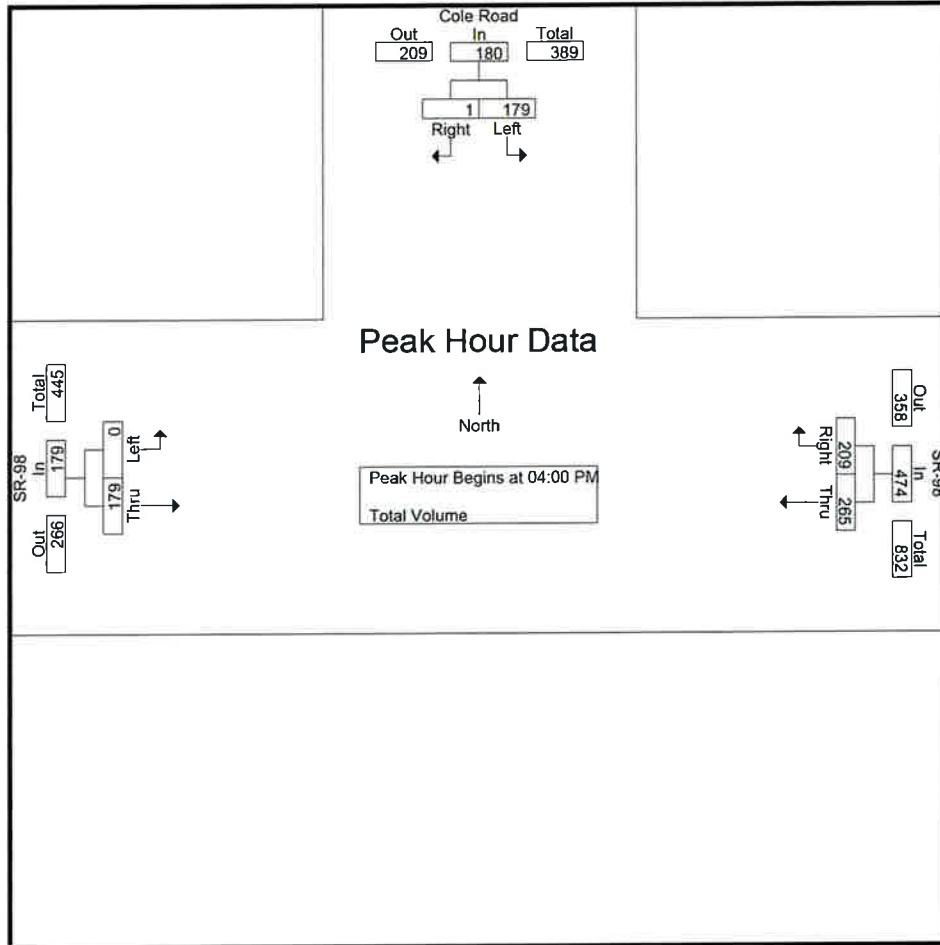 Cole Road
Out In Total
209 180 389
1 179
Right Left
Peak Hour Data
North
Peak Hour Begins at 04:00 PM
Total Volume
SR-98
Out In Total
266 179 445
0 179
Left Thru
SR-98
Out In Total
358 474 832
209 265
Right Thru